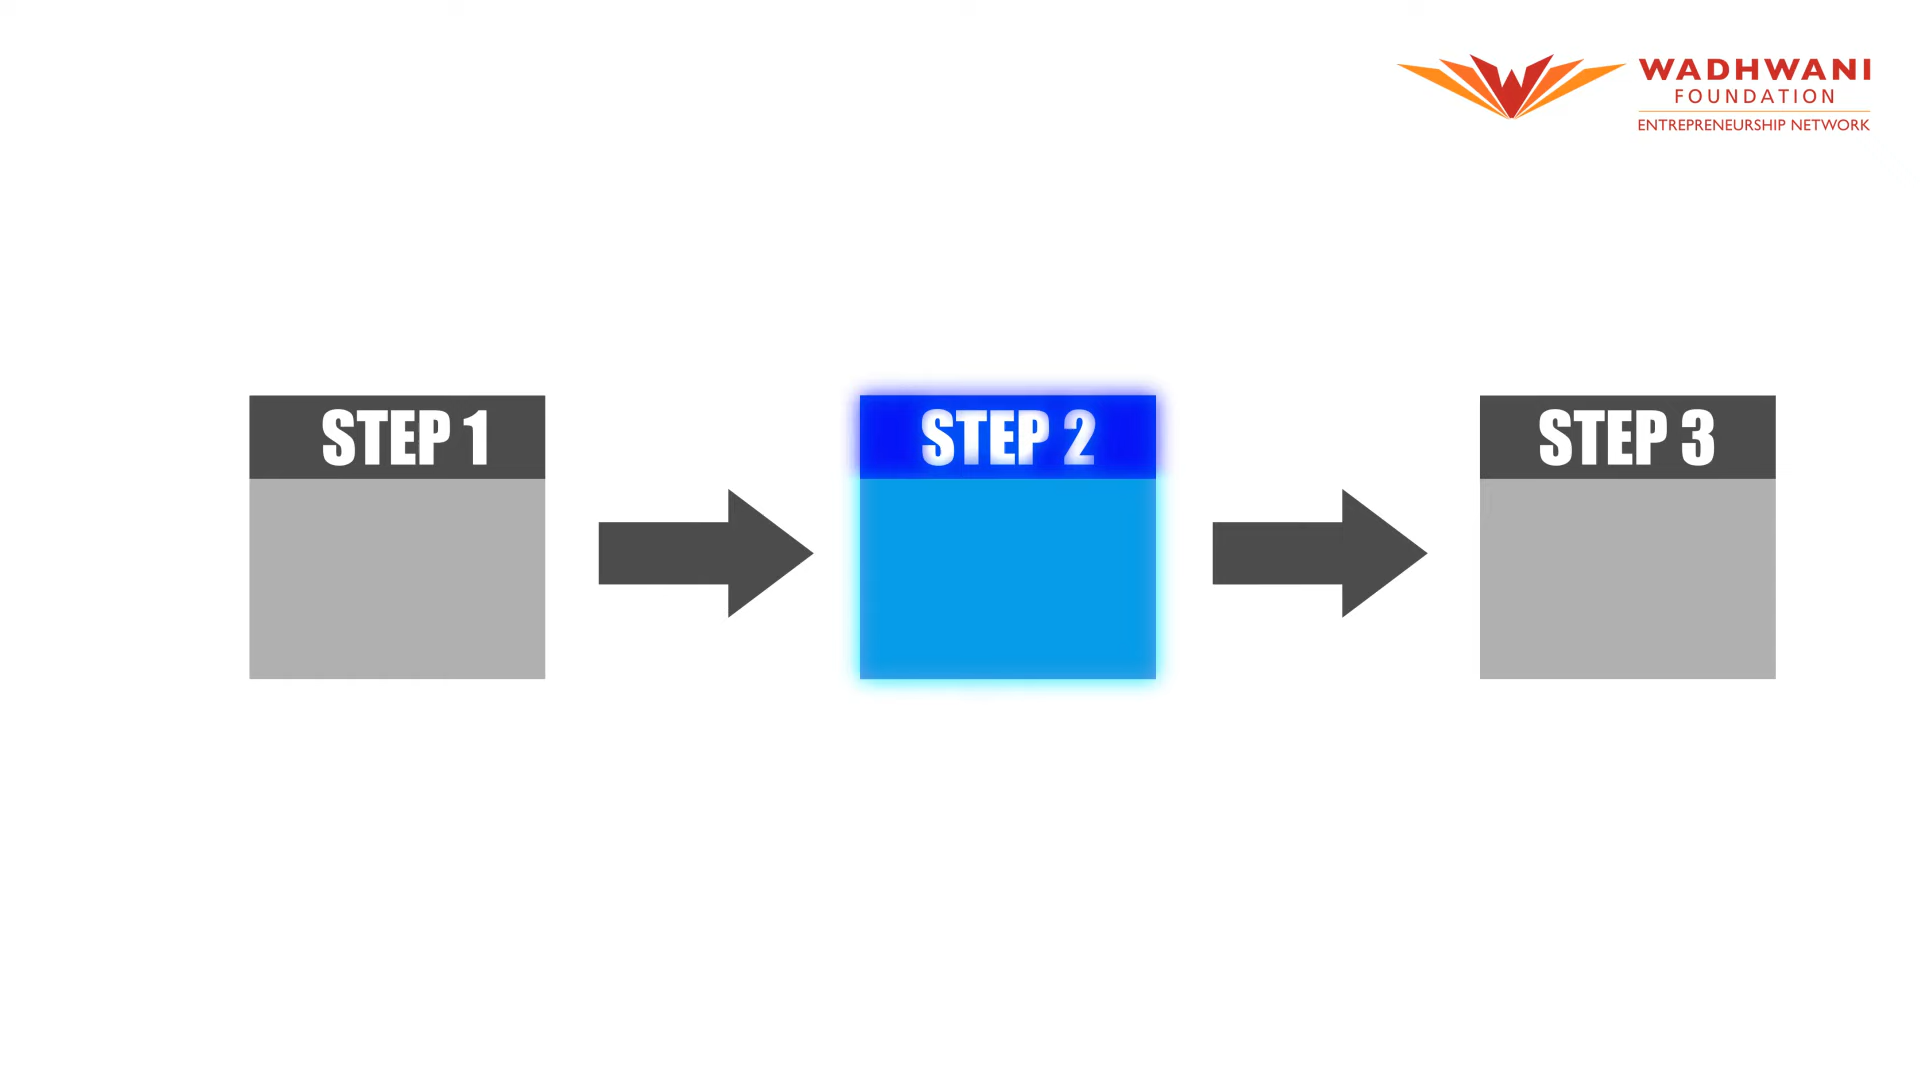 WADHWANI
FOUNDATION
ENTREPRENEURSHIP NETWORK
STEP 1
STEP 2
STEP 3